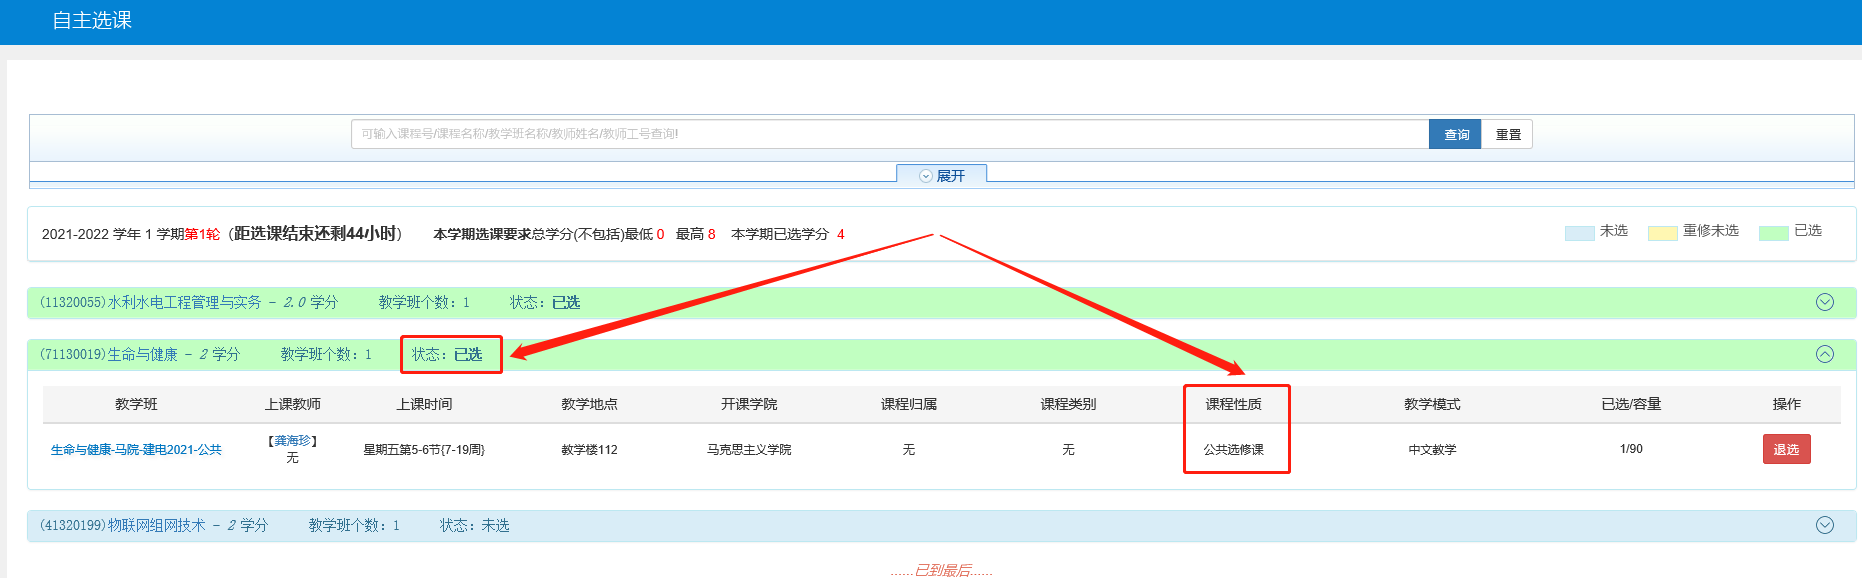 自主选课
可输入课程号/课程名称/教学班名称/教师姓名/教师工号查询!
查询 重置
展开
2021-2022 学年 1 学期第1轮（距选课结束还剩44小时） 本学期选课要求总学分(不包括)最低 0 最高 8 本学期已选学分 4
未选 重修未选 已选
(11320055)水利水电工程管理与实务 - 2.0 学分 教学班个数：1 状态：已选
(71130019)生命与健康 - 2 学分 教学班个数：1 状态：已选
教学班 上课教师 上课时间 教学地点 开课学院 课程归属 课程类别 课程性质 教学模式 已选/容量 操作
生命与健康-马院-建电2021-公共 【龚海珍】 无 星期五第5-6节{7-19周} 教学楼112 马克思主义学院 无 无 公共选修课 中文教学 1/90 退选
(41320199)物联网组网技术 - 2 学分 教学班个数：1 状态：未选
......已到最后......